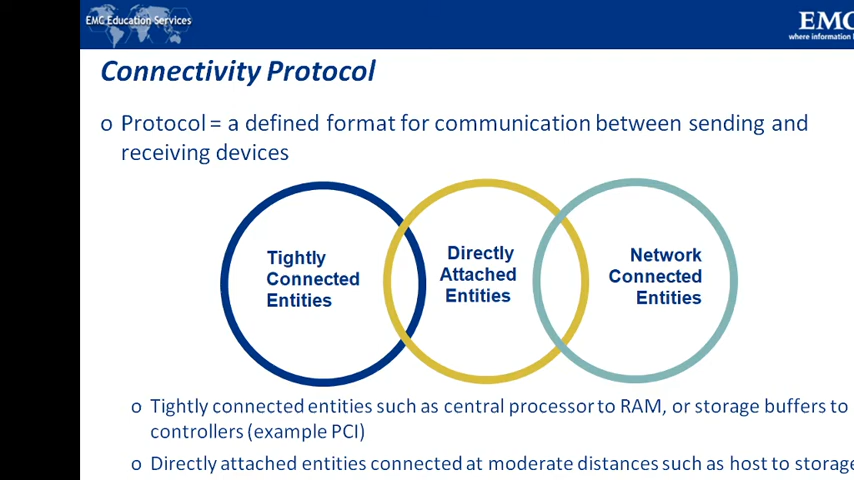 EMC Education Services
EMC
where information
Connectivity Protocol
o Protocol = a defined format for communication between sending and
receiving devices
Tightly
Connected
Entities
Directly
Attached
Entities
Network
Connected
Entities
o Tightly connected entities such as central processor to RAM, or storage buffers to
controllers (example PCI)
o Directly attached entities connected at moderate distances such as host to storage